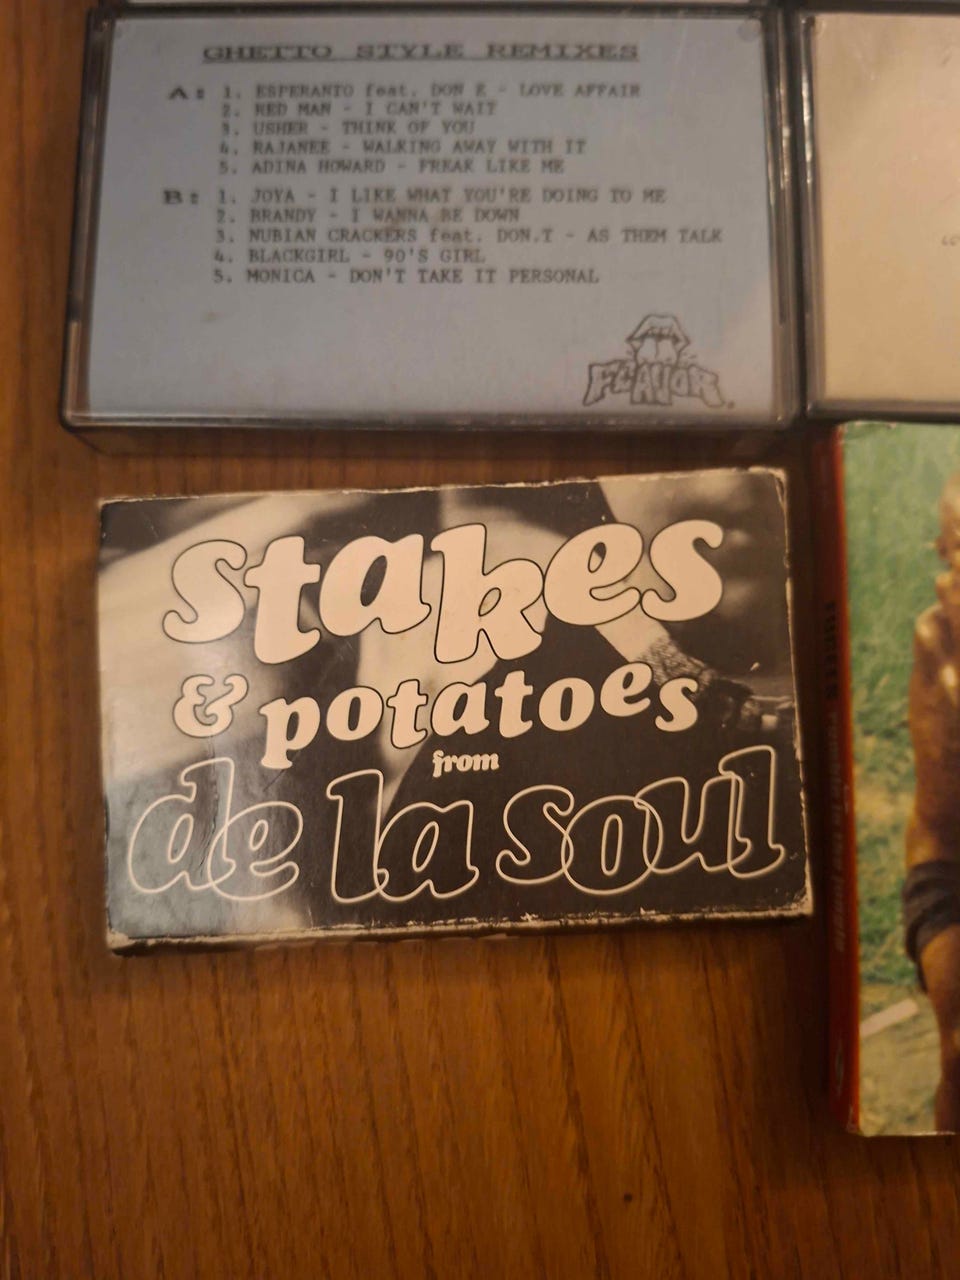 GHETTO STYLE REMIXES
A: 1. ESPERANTO feat. DON E - LOVE AFFAIR
2. RED MAN - I CAN'T WAIT
3. USHER - THINK OF YOU
4. RAJANEE - WALKING AWAY WITH IT
5. ADINA HOWARD - FREAK LIKE ME
B: 1. JOYA - I LIKE WHAT YOU'RE DOING TO ME
2. BRANDY - I WANNA BE DOWN
3. NUBIAN CRACKERS feat. DON.T - AS THEM TALK
4. BLACKGIRL - 90'S GIRL
5. MONICA - DON'T TAKE IT PERSONAL
FLAVOR.
stakes
& potatoes
from
de la soul